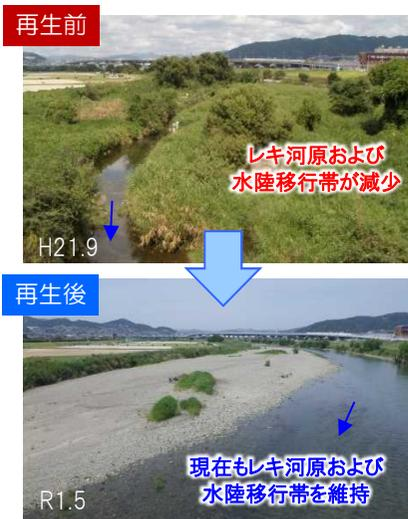 再生前
レキ河原および
水陸移行帯が減少
H21.9
再生後
現在もレキ河原および
水陸移行帯を維持
R1.5